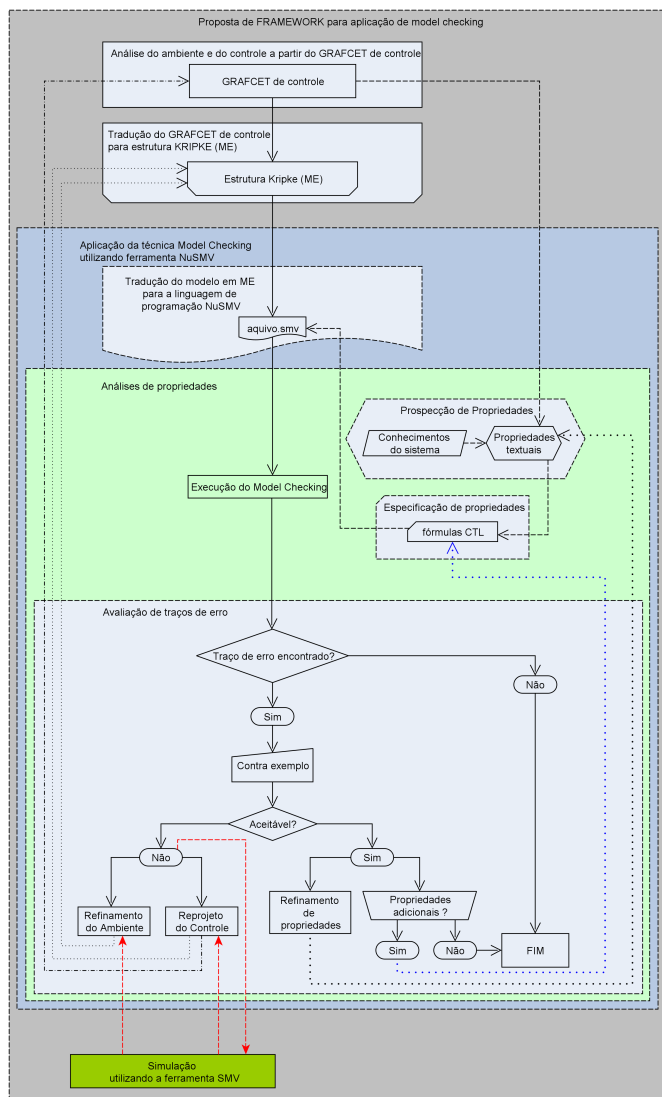 Proposta de FRAMEWORK para aplicação de model checking
Análise do ambiente e do controle a partir do GRAFCET de controle
GRAFCET de controle
Tradução do GRAFCET de controle
para estrutura KRIPKE (ME)
Estrutura Kripke (ME)
Aplicação da técnica Model Checking
utilizando ferramenta NuSMV
Tradução do modelo em ME
para a linguagem de
programação NuSMV
aquivo.smv
Análises de propriedades
Prospecção de Propriedades
Conhecimentos
do sistema
Propriedades
textuais
Execução do Model Checking
Especificação de propriedades
fórmulas CTL
Avaliação de traços de erro
Traço de erro encontrado?
Não
Sim
Contra exemplo
Aceitável?
Não
Sim
Refinamento
do Ambiente
Reprojeto
do Controle
Refinamento
de
propriedades
Propriedades
adicionais ?
Sim
Não
FIM
Simulação
utilizando a ferramenta SMV